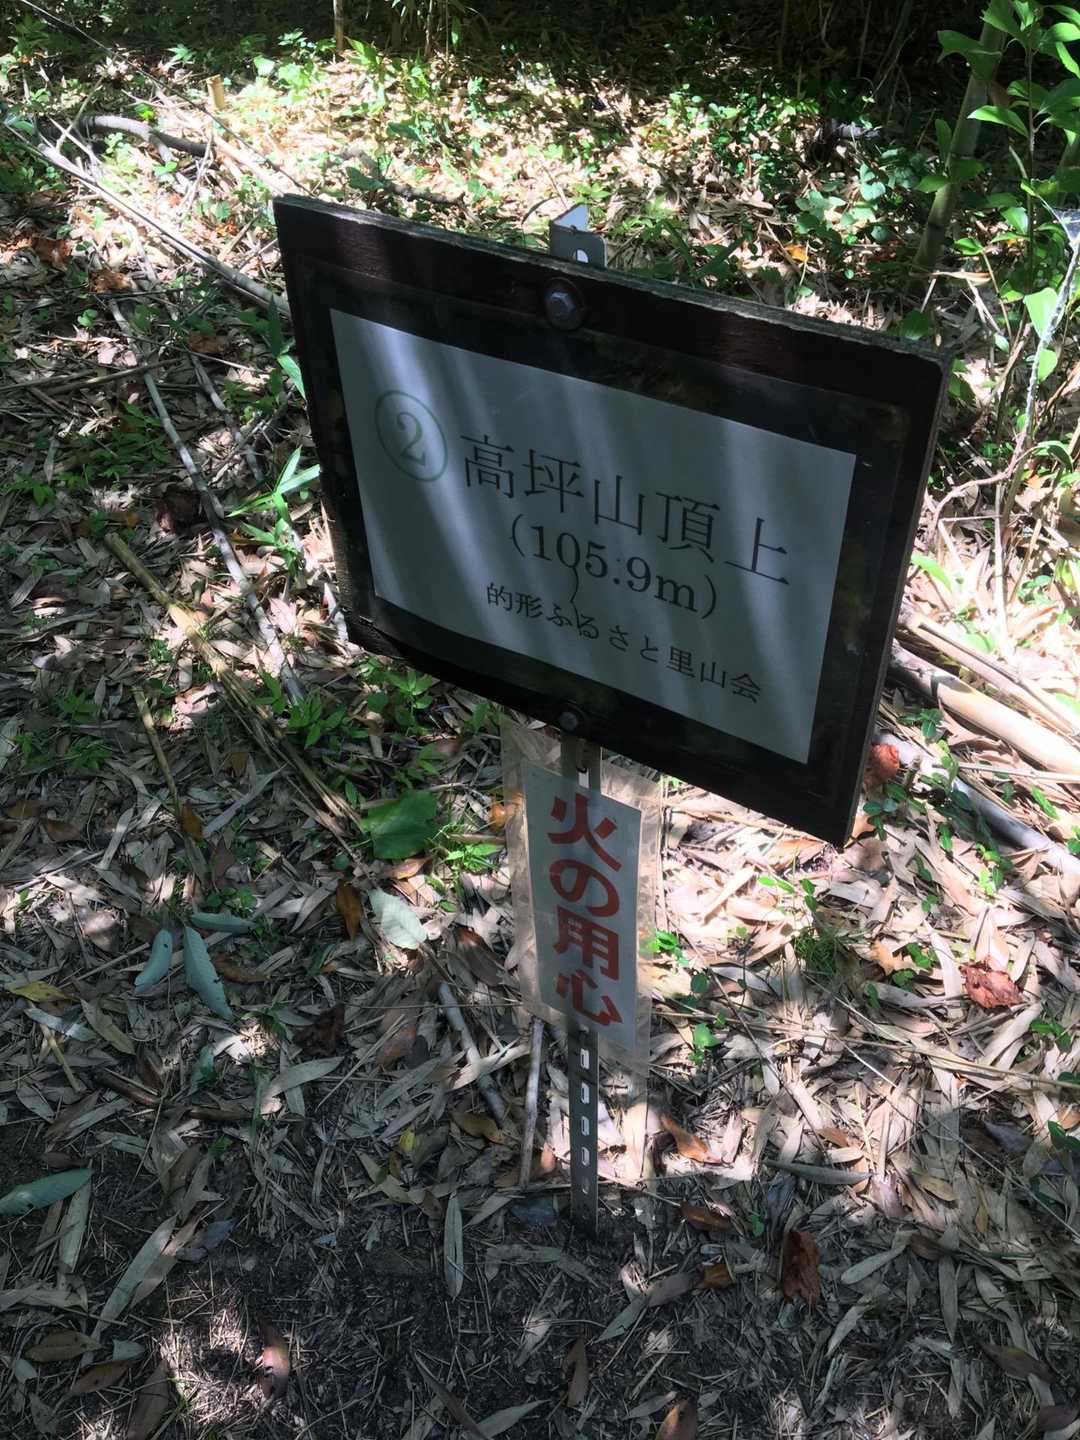 ② 高坪山頂上
(105.9m)
的形ふるさと里山会
火の用心